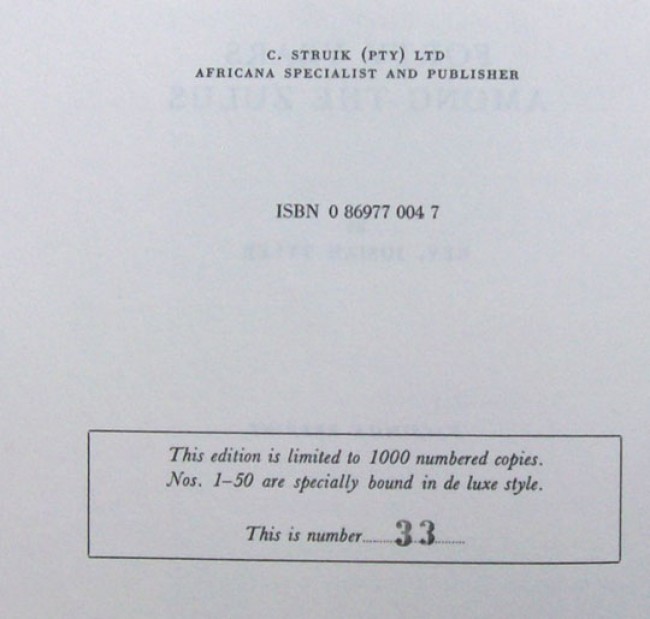 C. STRUIK (PTY) LTD
AFRICANA SPECIALIST AND PUBLISHER
ISBN 0 86977 004 7
This edition is limited to 1000 numbered copies.
Nos. 1–50 are specially bound in de luxe style.
This is number........33........